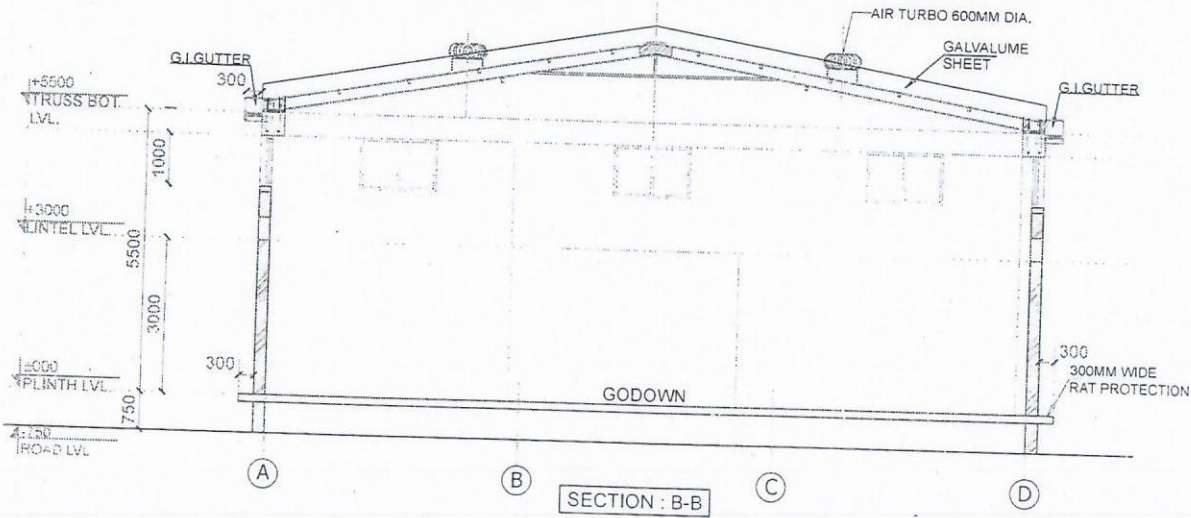 AIR TURBO 600MM DIA.
G.I.GUTTER
GALVALUME
SHEET
300
+5500
TRUSS BOT.
LVL.
G.I.GUTTER
1000
+3000
LINTEL LVL.
5500
3000
300
300
±000
PLINTH LVL.
300MM WIDE
RAT PROTECTION
GODOWN
750
-750
ROAD LVL
A
B
C
D
SECTION : B-B